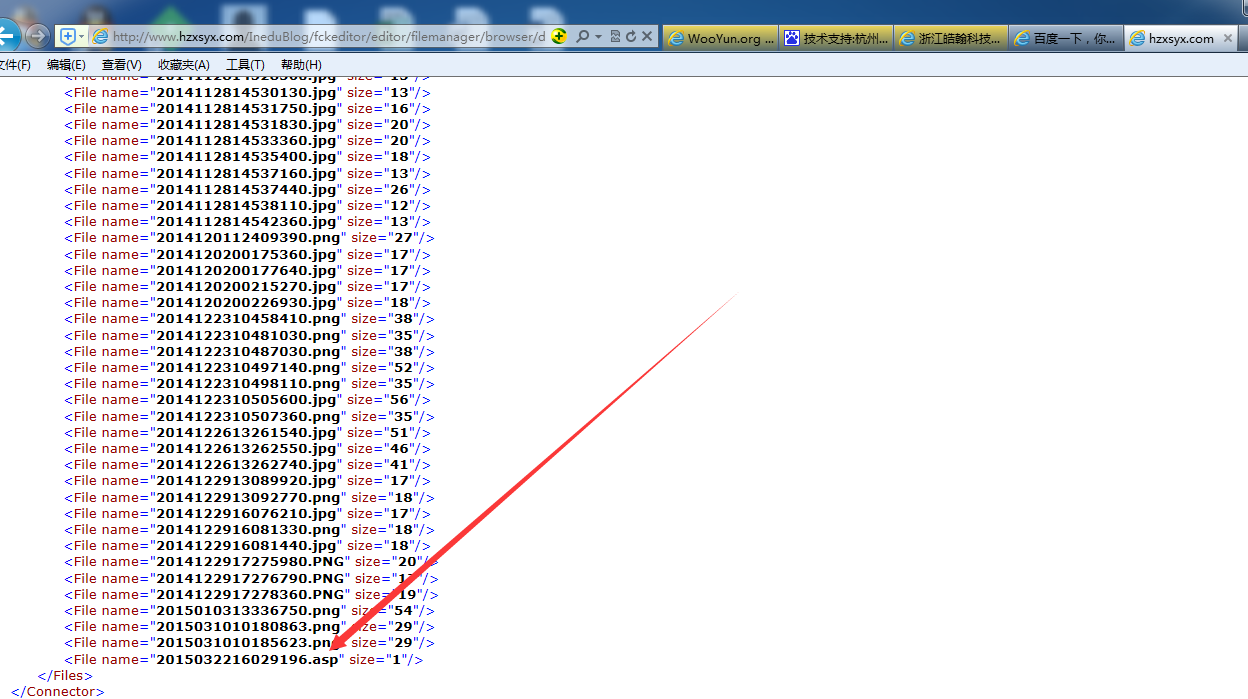 http://www.hzxsyx.com/IneduBlog/fckeditor/editor/filemanager/browser/d
WooYun.org ...
技术支持:杭州...
浙江皓翰科技...
百度一下，你...
hzxsyx.com
文件(F) 编辑(E) 查看(V) 收藏夹(A) 工具(T) 帮助(H)
<File name="2014112814530130.jpg" size="13"/>
<File name="2014112814531750.jpg" size="16"/>
<File name="2014112814531830.jpg" size="20"/>
<File name="2014112814533360.jpg" size="20"/>
<File name="2014112814535400.jpg" size="18"/>
<File name="2014112814537160.jpg" size="13"/>
<File name="2014112814537440.jpg" size="26"/>
<File name="2014112814538110.jpg" size="12"/>
<File name="2014112814542360.jpg" size="13"/>
<File name="2014120112409390.png" size="27"/>
<File name="2014120200175360.jpg" size="17"/>
<File name="2014120200177640.jpg" size="17"/>
<File name="2014120200215270.jpg" size="17"/>
<File name="2014120200226930.jpg" size="18"/>
<File name="2014122310458410.png" size="38"/>
<File name="2014122310481030.png" size="35"/>
<File name="2014122310487030.png" size="38"/>
<File name="2014122310497140.png" size="52"/>
<File name="2014122310498110.png" size="35"/>
<File name="2014122310505600.png" size="56"/>
<File name="2014122310507360.png" size="35"/>
<File name="2014122613261540.jpg" size="51"/>
<File name="2014122613262550.jpg" size="46"/>
<File name="2014122613262740.jpg" size="41"/>
<File name="2014122913089920.jpg" size="17"/>
<File name="2014122913092770.png" size="18"/>
<File name="2014122916076210.jpg" size="17"/>
<File name="2014122916081330.png" size="18"/>
<File name="2014122916081440.jpg" size="18"/>
<File name="2014122917275980.PNG" size="20"/>
<File name="2014122917276790.PNG"
<File name="2014122917278360.PNG" size="19"/>
<File name="2015010313336750.png" size="54"/>
<File name="2015031010180863.png" size="29"/>
<File name="2015031010185623.png" size="29"/>
<File name="2015032216029196.asp" size="1"/>
</Files>
</Connector>